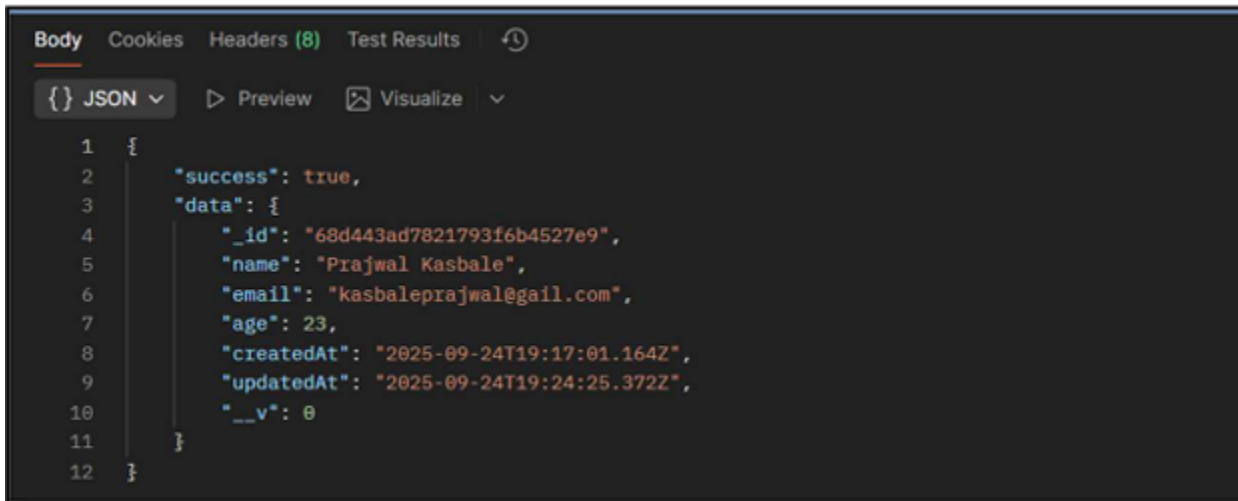 Body Cookies Headers (8) Test Results
{} JSON Preview Visualize
1 {
2 "success": true,
3 "data": {
4 "_id": "68d443ad7821793f6b4527e9",
5 "name": "Prajwal Kasbale",
6 "email": "kasbaleprajwal@gail.com",
7 "age": 23,
8 "createdAt": "2025-09-24T19:17:01.164Z",
9 "updatedAt": "2025-09-24T19:24:25.372Z",
10 "__v": 0
11 }
12 }